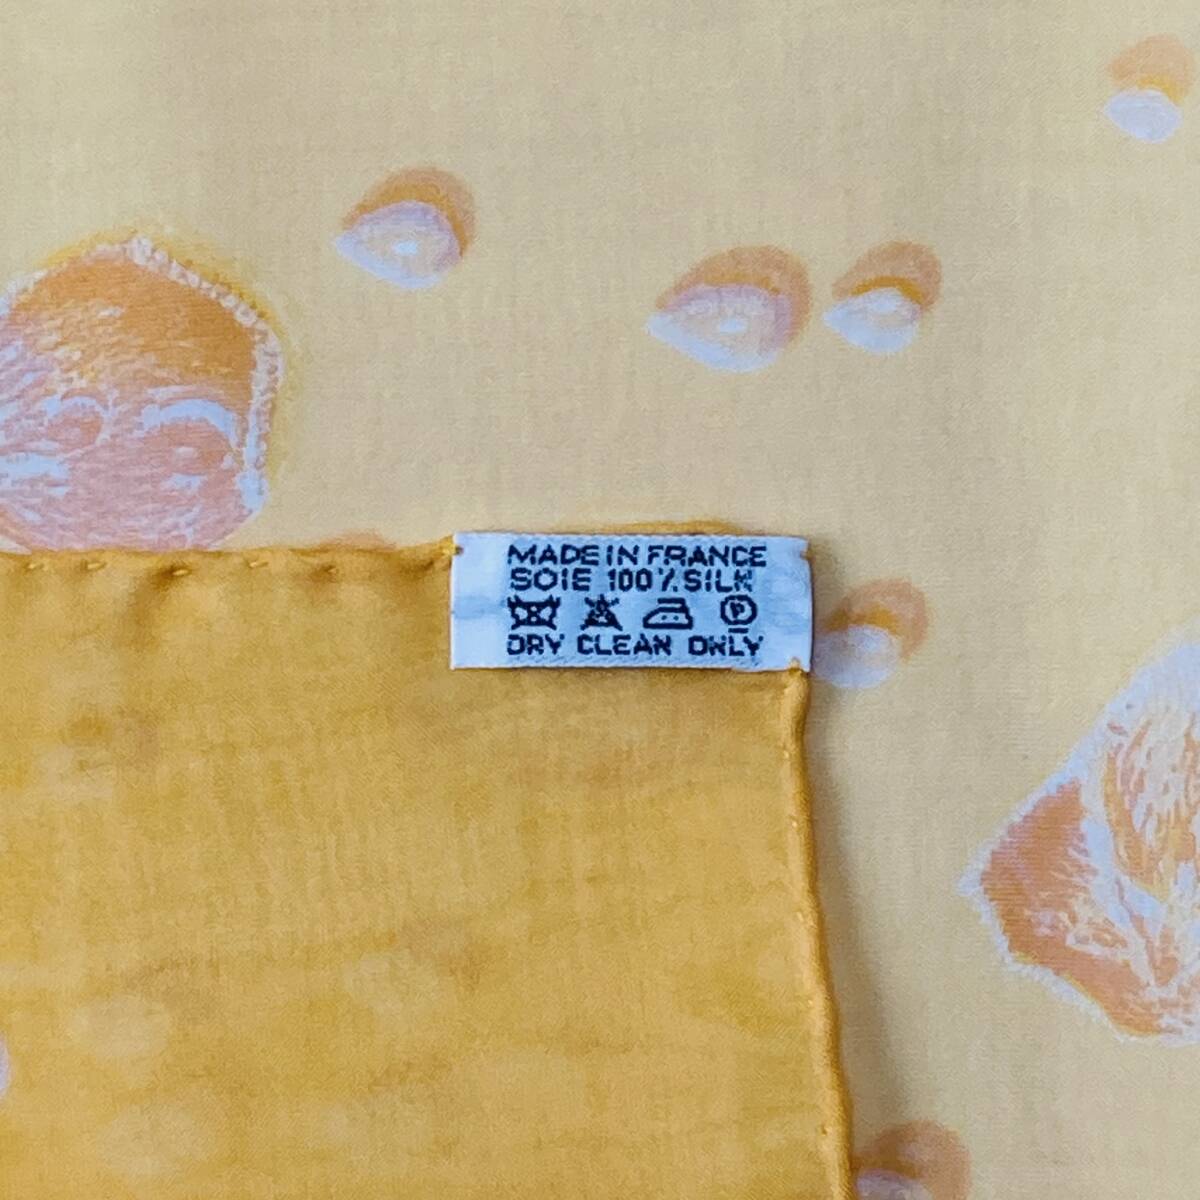 MADE IN FRANCE
SOIE 100% SILK
P
DRY CLEAN ONLY